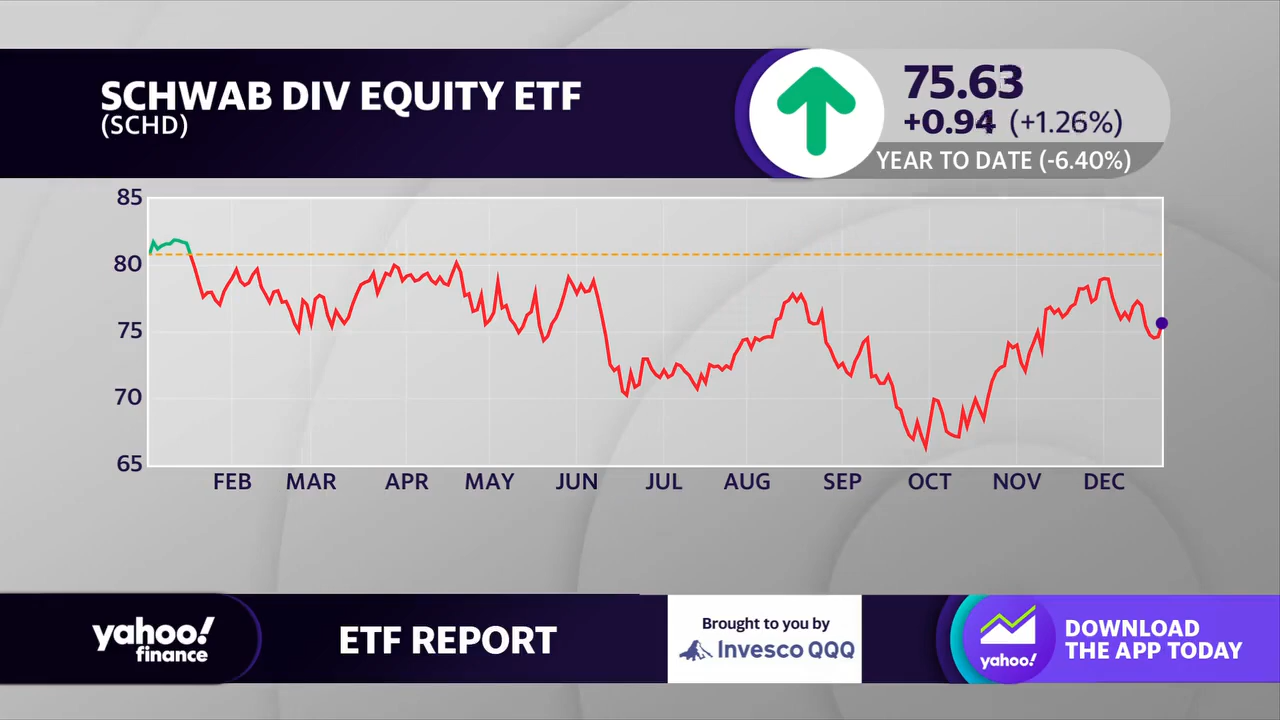 SCHWAB DIV EQUITY ETF
(SCHD)
75.63
+0.94 (+1.26%)
YEAR TO DATE (-6.40%)
85
80
75
70
65
FEB MAR APR MAY JUN JUL AUG SEP OCT NOV DEC
yahoo!
finance
ETF REPORT
Brought to you by
Invesco QQQ
yahoo!
DOWNLOAD
THE APP TODAY